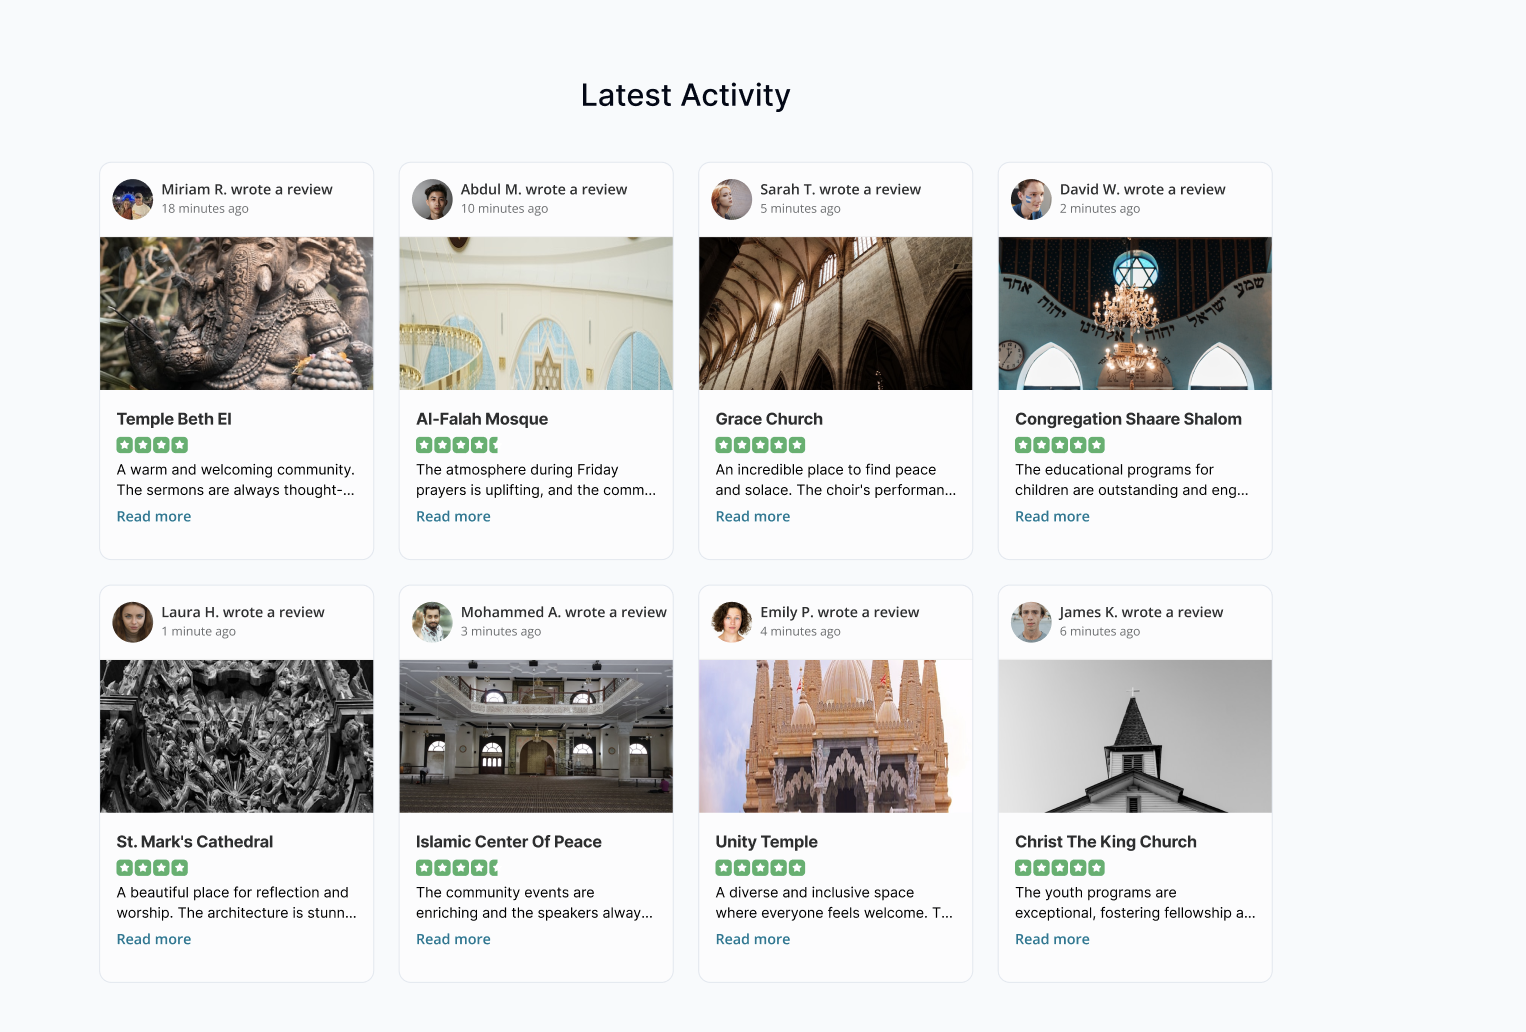 Latest Activity
Miriam R. wrote a review
18 minutes ago
Temple Beth El
A warm and welcoming community.
The sermons are always thought-...
Read more
Abdul M. wrote a review
10 minutes ago
Al-Falah Mosque
The atmosphere during Friday
prayers is uplifting, and the comm...
Read more
Sarah T. wrote a review
5 minutes ago
Grace Church
An incredible place to find peace
and solace. The choir's performan...
Read more
David W. wrote a review
2 minutes ago
שמע ישראל יהוה אלהינו יהוה אחד
Congregation Shaare Shalom
The educational programs for
children are outstanding and eng...
Read more
Laura H. wrote a review
1 minute ago
St. Mark's Cathedral
A beautiful place for reflection and
worship. The architecture is stunn...
Read more
Mohammed A. wrote a review
3 minutes ago
Islamic Center Of Peace
The community events are
enriching and the speakers alway...
Read more
Emily P. wrote a review
4 minutes ago
Unity Temple
A diverse and inclusive space
where everyone feels welcome. T...
Read more
James K. wrote a review
6 minutes ago
Christ The King Church
The youth programs are
exceptional, fostering fellowship a...
Read more